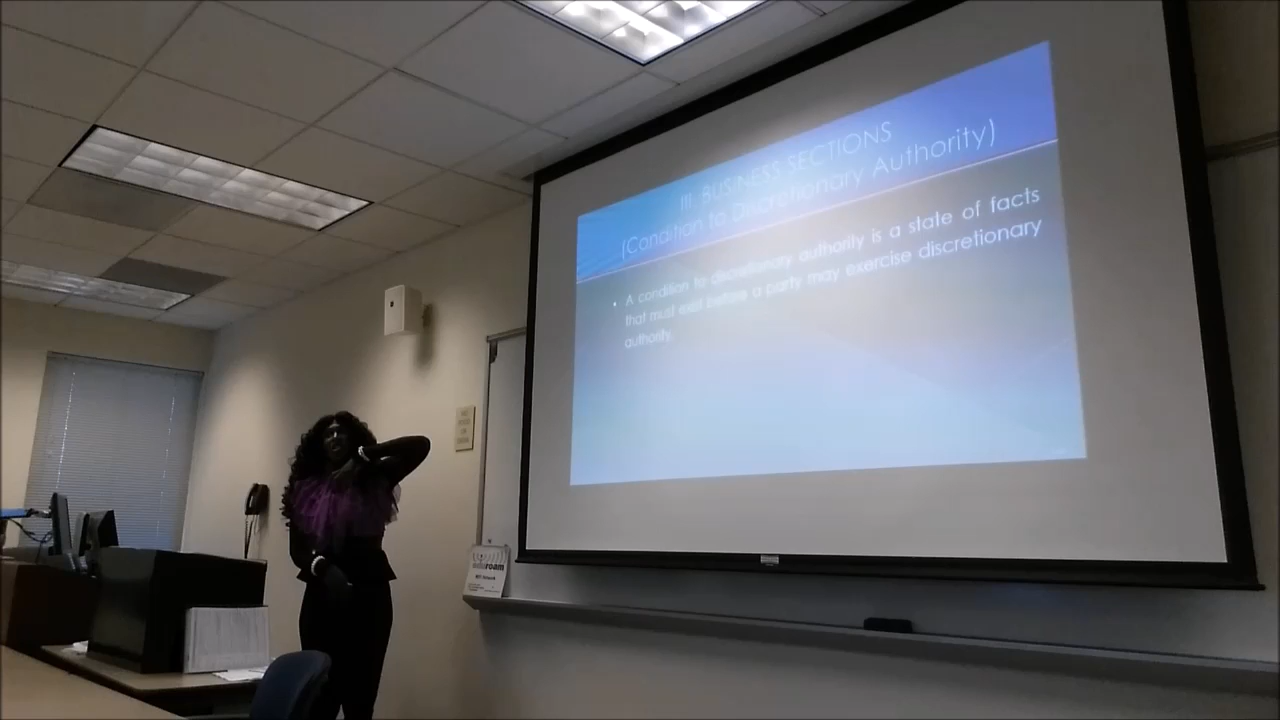 III. BUSINESS SECTIONS
(Condition to Discretionary Authority)
• A condition to discretionary authority is a state of facts
that must exist before a party may exercise discretionary
authority.
eduroam